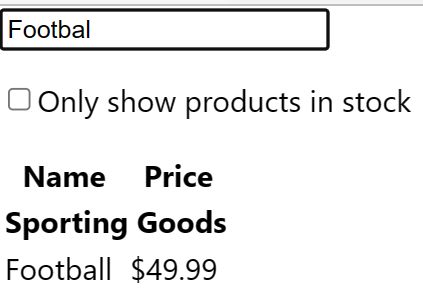 Footbal
Only show products in stock
Name Price
Sporting Goods
Football $49.99